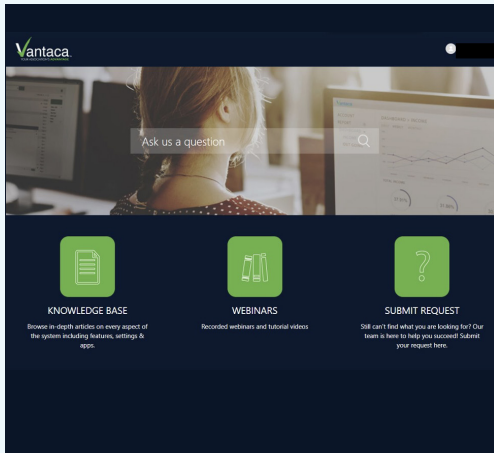 Vantaca
Ask us a question
KNOWLEDGE BASE
Browse in-depth articles on every aspect of
the system including features, settings &
apps.
WEBINARS
Recorded webinars and tutorial videos
SUBMIT REQUEST
Still can't find what you are looking for? Our
team is here to help you succeed! Submit
your request here.